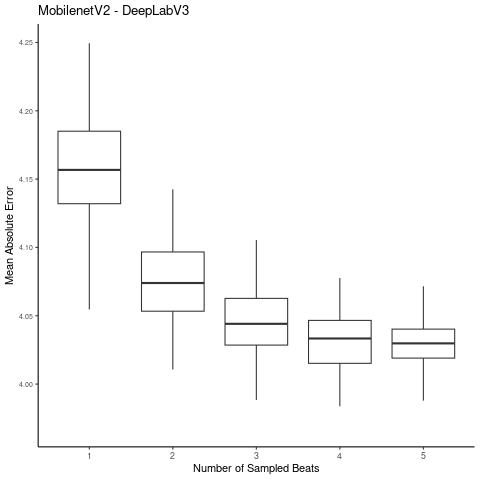 MobilenetV2 - DeepLabV3
Mean Absolute Error
4.25
4.20
4.15
4.10
4.05
4.00
1 2 3 4 5
Number of Sampled Beats